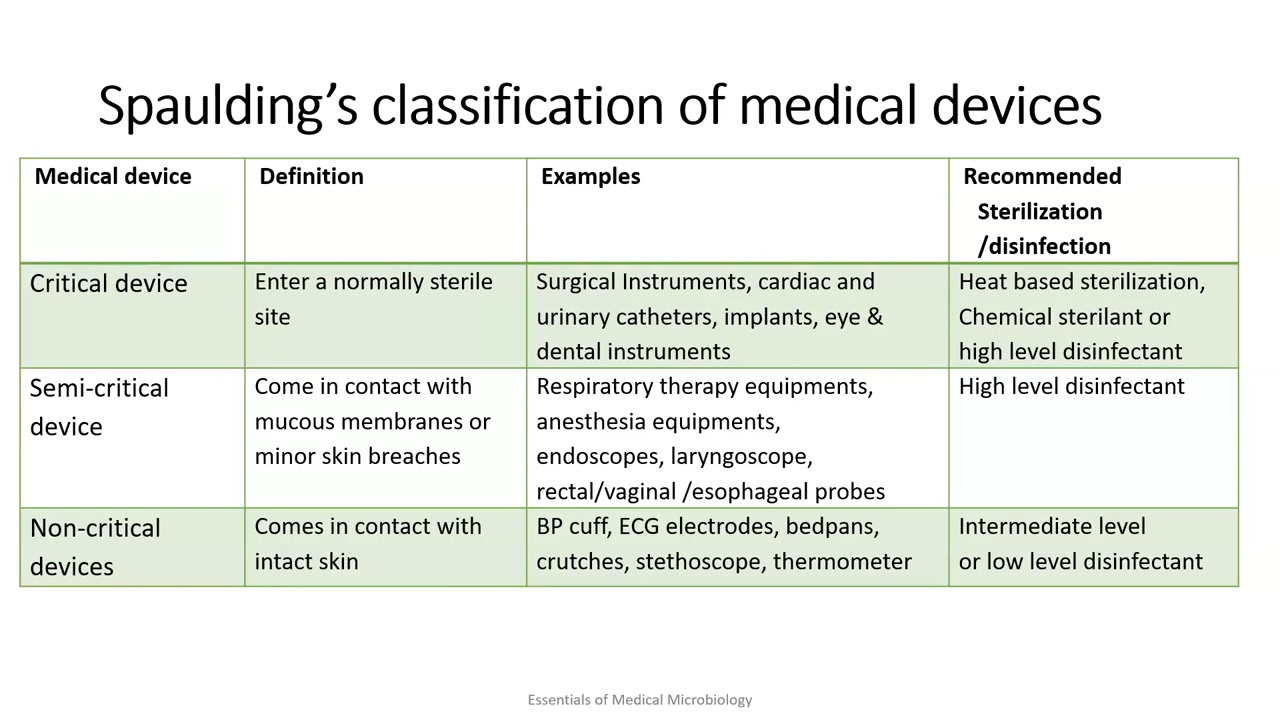 Spaulding's classification of medical devices
Medical device
Definition
Examples
Recommended
Sterilization
/disinfection
Critical device
Enter a normally sterile
site
Surgical Instruments, cardiac and
urinary catheters, implants, eye &
dental instruments
Heat based sterilization,
Chemical sterilant or
high level disinfectant
Semi-critical
device
Come in contact with
mucous membranes or
minor skin breaches
Respiratory therapy equipments,
anesthesia equipments,
endoscopes, laryngoscope,
rectal/vaginal /esophageal probes
High level disinfectant
Non-critical
devices
Comes in contact with
intact skin
BP cuff, ECG electrodes, bedpans,
crutches, stethoscope, thermometer
Intermediate level
or low level disinfectant
Essentials of Medical Microbiology